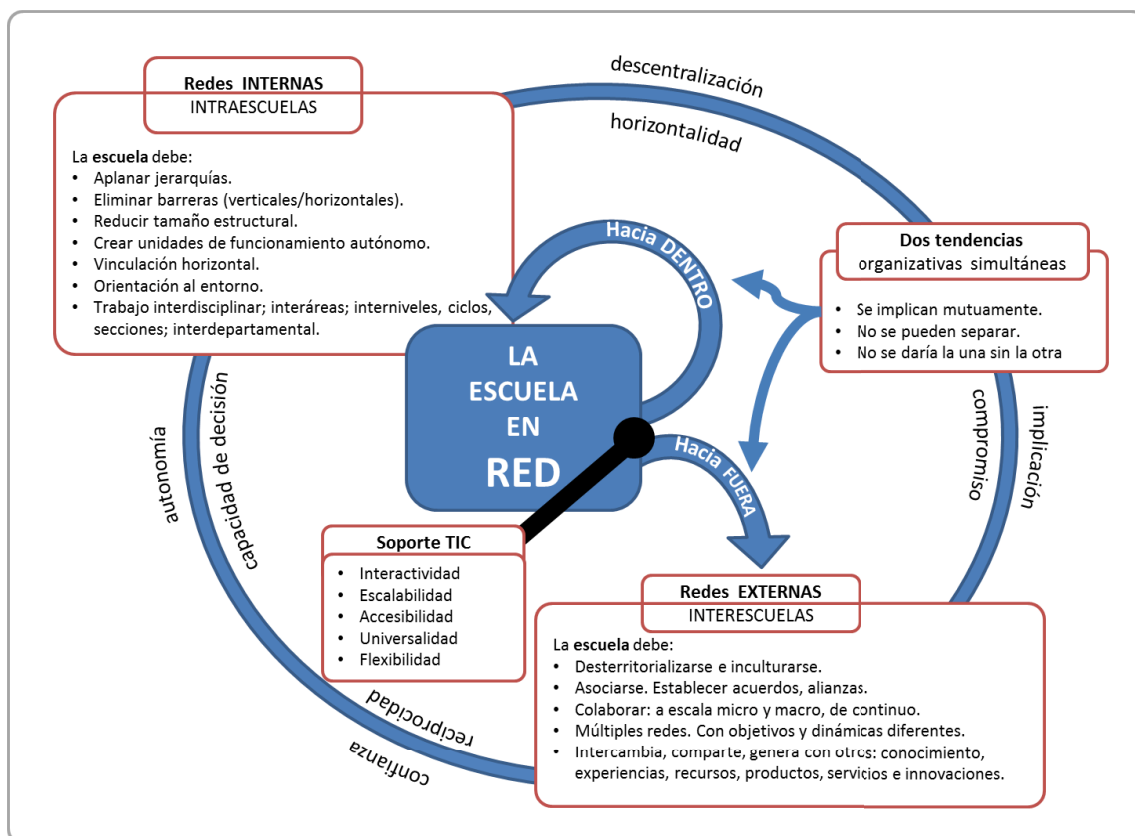 Redes INTERNAS
INTRAESCUELAS
La escuela debe:
• Aplanar jerarquías.
• Eliminar barreras (verticales/horizontales).
• Reducir tamaño estructural.
• Crear unidades de funcionamiento autónomo.
• Vinculación horizontal.
• Orientación al entorno.
• Trabajo interdisciplinar; interáreas; interniveles, ciclos,
secciones; interdepartamental.
descentralización
horizontalidad
Dos tendencias
organizativas simultáneas
• Se implican mutuamente.
• No se pueden separar.
• No se daría la una sin la otra
Hacia DENTRO
LA
ESCUELA
EN
RED
Hacia FUERA
implicación
compromiso
autonomía
capacidad de decisión
Soporte TIC
• Interactividad
• Escalabilidad
• Accesibilidad
• Universalidad
• Flexibilidad
reciprocidad
confianza
Redes EXTERNAS
INTERESCUELAS
La escuela debe:
• Desterritorializarse e inculturarse.
• Asociarse. Establecer acuerdos, alianzas.
• Colaborar: a escala micro y macro, de continuo.
• Múltiples redes. Con objetivos y dinámicas diferentes.
• Intercambia, comparte, genera con otros: conocimiento,
experiencias, recursos, productos, servicios e innovaciones.